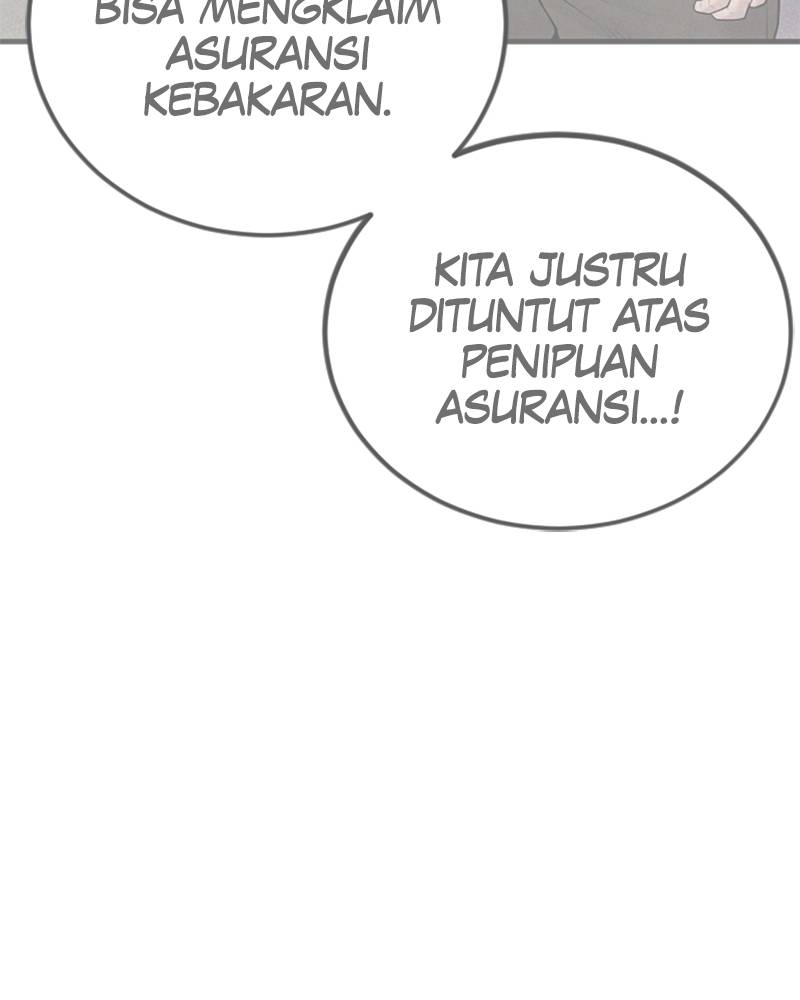 BISA MENGKLAIM
ASURANSI
KEBAKARAN.
KITA JUSTRU
DITUNTUT ATAS
PENIPUAN
ASURANSI...!